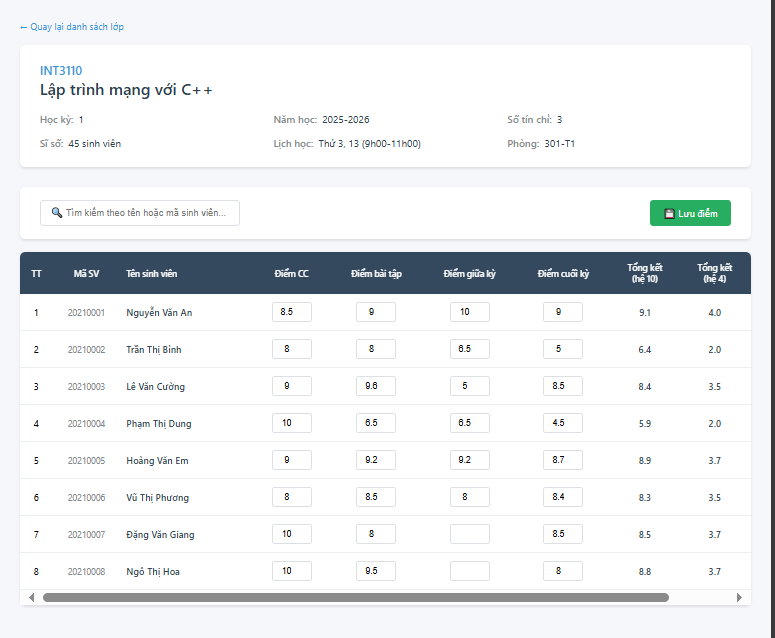 ← Quay lại danh sách lớp
INT3110
Lập trình mạng với C++
Học kỳ: 1 Năm học: 2025-2026 Số tín chỉ: 3
Sĩ số: 45 sinh viên Lịch học: Thứ 3, 13 (9h00-11h00) Phòng: 301-T1
Tìm kiếm theo tên hoặc mã sinh viên... Lưu điểm
TT Mã SV Tên sinh viên Điểm CC Điểm bài tập Điểm giữa kỳ Điểm cuối kỳ Tổng kết (hệ 10) Tổng kết (hệ 4)
1 20210001 Nguyễn Văn An 8.5 9 10 9 9.1 4.0
2 20210002 Trần Thị Bình 8 8 6.5 5 6.4 2.0
3 20210003 Lê Văn Cường 9 9.6 5 8.5 8.4 3.5
4 20210004 Phạm Thị Dung 10 6.5 6.5 4.5 5.9 2.0
5 20210005 Hoàng Văn Em 9 9.2 9.2 8.7 8.9 3.7
6 20210006 Vũ Thị Phương 8 8.5 8 8.4 8.3 3.5
7 20210007 Đặng Văn Giang 10 8 8.5 8.5 3.7
8 20210008 Ngô Thị Hoa 10 9.5 8 8.8 3.7